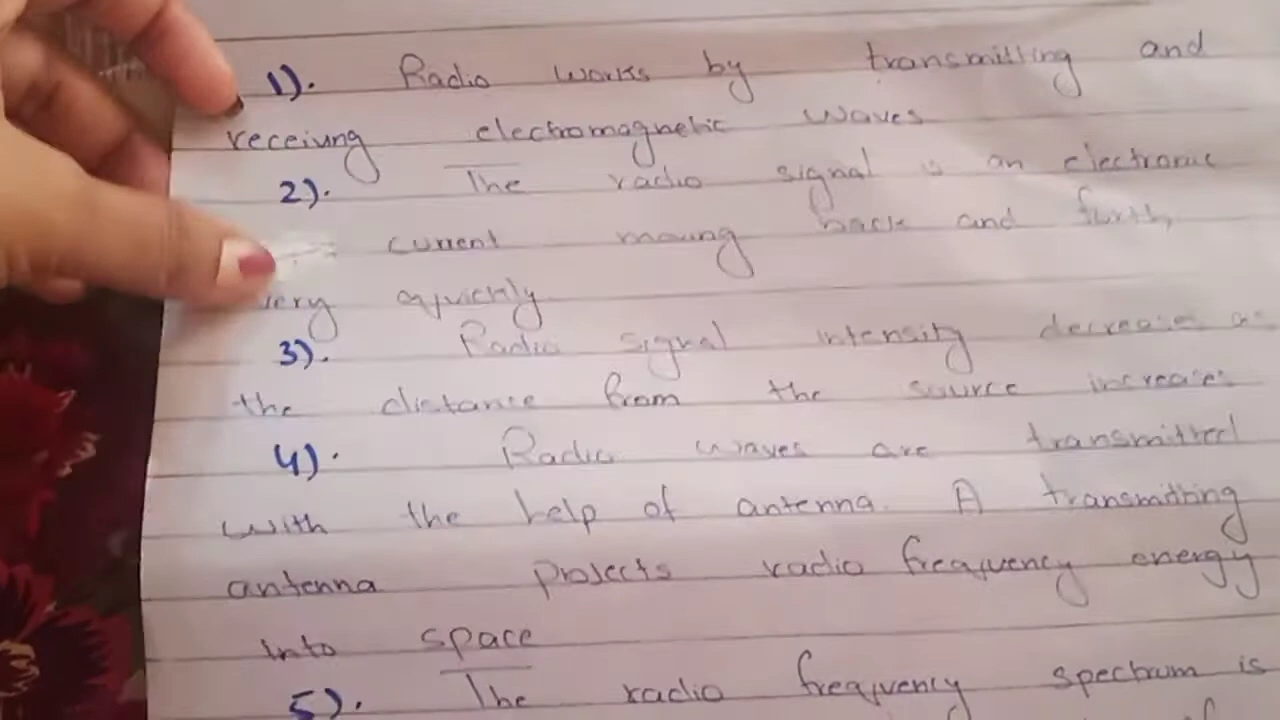 1). Radio works by transmitting and
receiving electromagnetic waves
2). The radio signal is an electronic
current moving back and forth,
very quickly
3). Radio signal intensity decreases as
the distance from the source increases
4). Radio waves are transmitted
with the help of antenna. A transmitting
antenna projects radio frequency energy
into space
5). The radio frequency spectrum is